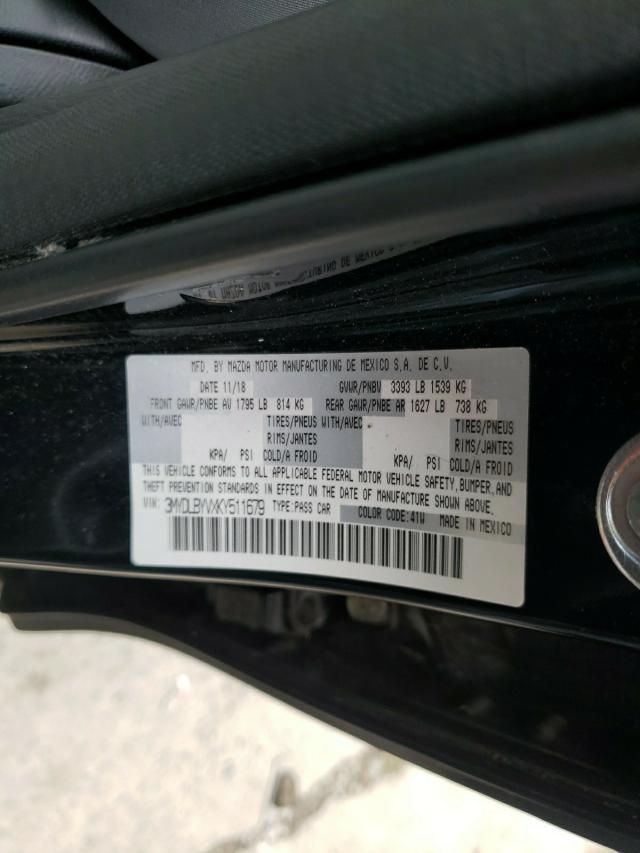 MFD. BY MAZDA MOTOR MANUFACTURING DE MEXICO S.A. DE C.V.
DATE 11/18 GVWR/PNBV 3393 LB 1539 KG
FRONT GAWR/PNBE AV 1795 LB 814 KG REAR GAWR/PNBE AR 1627 LB 738 KG
WITH/AVEC TIRES/PNEUS WITH/AVEC TIRES/PNEUS
RIMS/JANTES RIMS/JANTES
KPA/ PSI COLD/A FROID KPA/ PSI COLD/A FROID
THIS VEHICLE CONFORMS TO ALL APPLICABLE FEDERAL MOTOR VEHICLE SAFETY, BUMPER, AND
THEFT PREVENTION STANDARDS IN EFFECT ON THE DATE OF MANUFACTURE SHOWN ABOVE.
VIN: 3MYDLBYVXKY511679 TYPE:PASS CAR COLOR CODE:41W MADE IN MEXICO